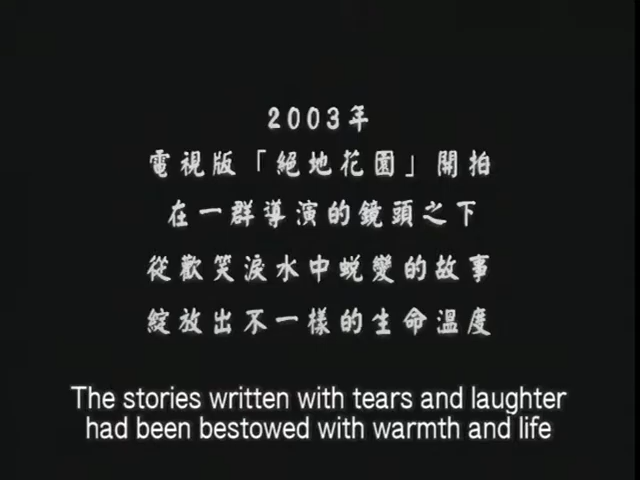 2003年
電視版「絕地花園」開拍
在一群導演的鏡頭之下
從歡笑淚水中蛻變的故事
綻放出不一樣的生命溫度
The stories written with tears and laughter
had been bestowed with warmth and life